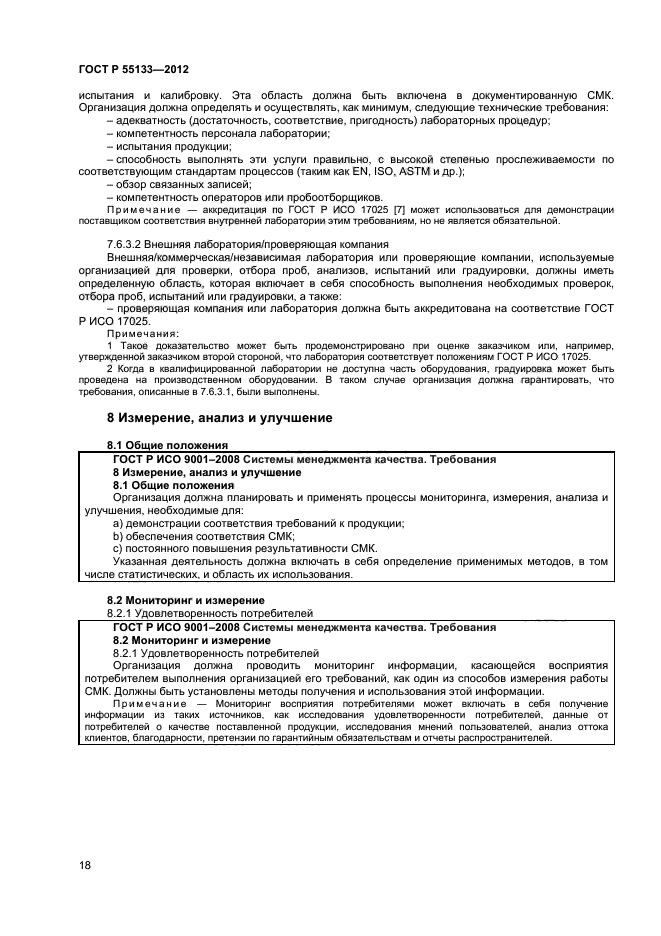 ГОСТ Р 55133—2012
испытания и калибровку. Эта область должна быть включена в документированную СМК.
Организация должна определять и осуществлять, как минимум, следующие технические требования:
– адекватность (достаточность, соответствие, пригодность) лабораторных процедур;
– компетентность персонала лаборатории;
– испытания продукции;
– способность выполнять эти услуги правильно, с высокой степенью прослеживаемости по
соответствующим стандартам процессов (таким как EN, ISO, ASTM и др.);
– обзор связанных записей;
– компетентность операторов или пробоотборщиков.
Примечание — аккредитация по ГОСТ Р ИСО 17025 [7] может использоваться для демонстрации
поставщиком соответствия внутренней лаборатории этим требованиям, но не является обязательной.
7.6.3.2 Внешняя лаборатория/проверяющая компания
Внешняя/коммерческая/независимая лаборатория или проверяющие компании, используемые
организацией для проверки, отбора проб, анализов, испытаний или градуировки, должны иметь
определенную область, которая включает в себя способность выполнения необходимых проверок,
отбора проб, испытаний или градуировки, а также:
– проверяющая компания или лаборатория должна быть аккредитована на соответствие ГОСТ
Р ИСО 17025.
Примечания:
1 Такое доказательство может быть продемонстрировано при оценке заказчиком или, например,
утвержденной заказчиком второй стороной, что лаборатория соответствует положениям ГОСТ Р ИСО 17025.
2 Когда в квалифицированной лаборатории не доступна часть оборудования, градуировка может быть
проведена на производственном оборудовании. В таком случае организация должна гарантировать, что
требования, описанные в 7.6.3.1, были выполнены.
8 Измерение, анализ и улучшение
8.1 Общие положения
ГОСТ Р ИСО 9001–2008 Системы менеджмента качества. Требования
8 Измерение, анализ и улучшение
8.1 Общие положения
Организация должна планировать и применять процессы мониторинга, измерения, анализа и
улучшения, необходимые для:
a) демонстрации соответствия требований к продукции;
b) обеспечения соответствия СМК;
c) постоянного повышения результативности СМК.
Указанная деятельность должна включать в себя определение применимых методов, в том
числе статистических, и область их использования.
8.2 Мониторинг и измерение
8.2.1 Удовлетворенность потребителей
ГОСТ Р ИСО 9001–2008 Системы менеджмента качества. Требования
8.2 Мониторинг и измерение
8.2.1 Удовлетворенность потребителей
Организация должна проводить мониторинг информации, касающейся восприятия
потребителем выполнения организацией его требований, как один из способов измерения работы
СМК. Должны быть установлены методы получения и использования этой информации.
Примечание — Мониторинг восприятия потребителями может включать в себя получение
информации из таких источников, как исследования удовлетворенности потребителей, данные от
потребителей о качестве поставленной продукции, исследования мнений пользователей, анализ оттока
клиентов, благодарности, претензии по гарантийным обязательствам и отчеты распространителей.
18